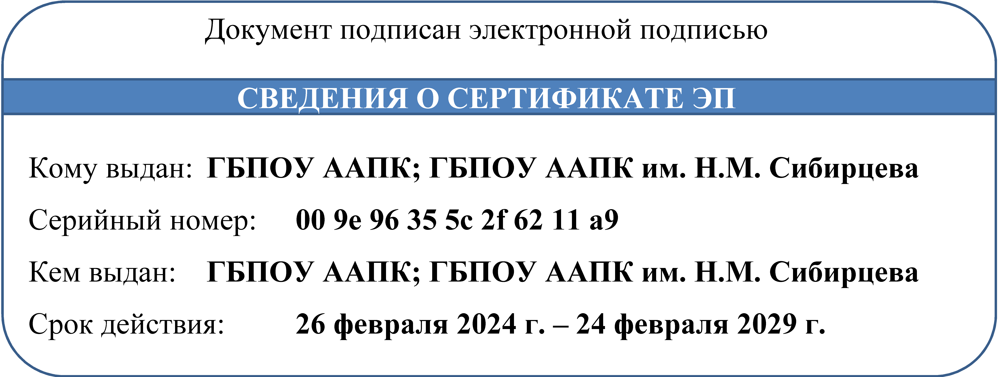 Документ подписан электронной подписью
СВЕДЕНИЯ О СЕРТИФИКАТЕ ЭП
Кому выдан: ГБПОУ ААПК; ГБПОУ ААПК им. Н.М. Сибирцева
Серийный номер: 00 9e 96 35 5c 2f 62 11 a9
Кем выдан: ГБПОУ ААПК; ГБПОУ ААПК им. Н.М. Сибирцева
Срок действия: 26 февраля 2024 г. – 24 февраля 2029 г.